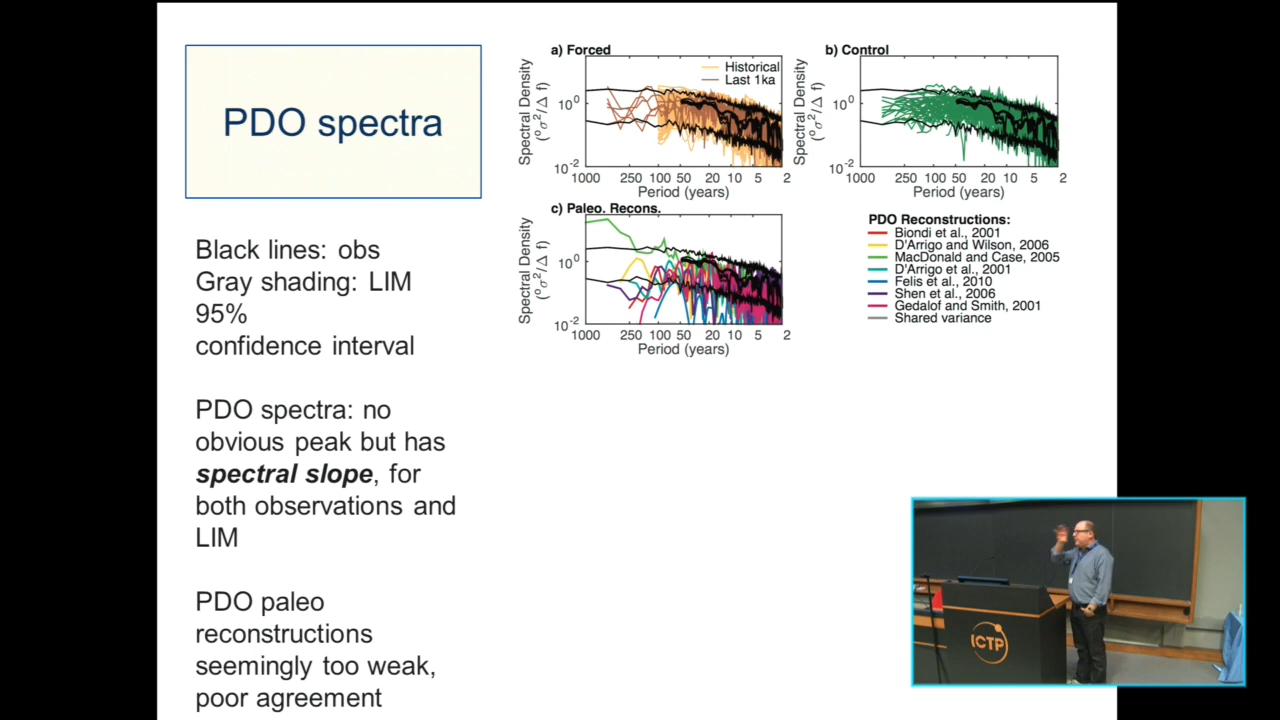 PDO spectra
Black lines: obs
Gray shading: LIM
95%
confidence interval
PDO spectra: no
obvious peak but has
spectral slope, for
both observations and
LIM
PDO paleo
reconstructions
seemingly too weak,
poor agreement
a) Forced
Historical
Last 1ka
Spectral Density
(°σ²/Δ f)
10⁰
10⁻²
1000 250 100 50 20 10 5 2
Period (years)
b) Control
Spectral Density
(°σ²/Δ f)
10⁰
10⁻²
1000 250 100 50 20 10 5 2
Period (years)
c) Paleo. Recons.
Spectral Density
(°σ²/Δ f)
10⁰
10⁻²
1000 250 100 50 20 10 5 2
Period (years)
PDO Reconstructions:
Biondi et al., 2001
D'Arrigo and Wilson, 2006
MacDonald and Case, 2005
D'Arrigo et al., 2001
Felis et al., 2010
Shen et al., 2006
Gedalof and Smith, 2001
Shared variance
ICTP